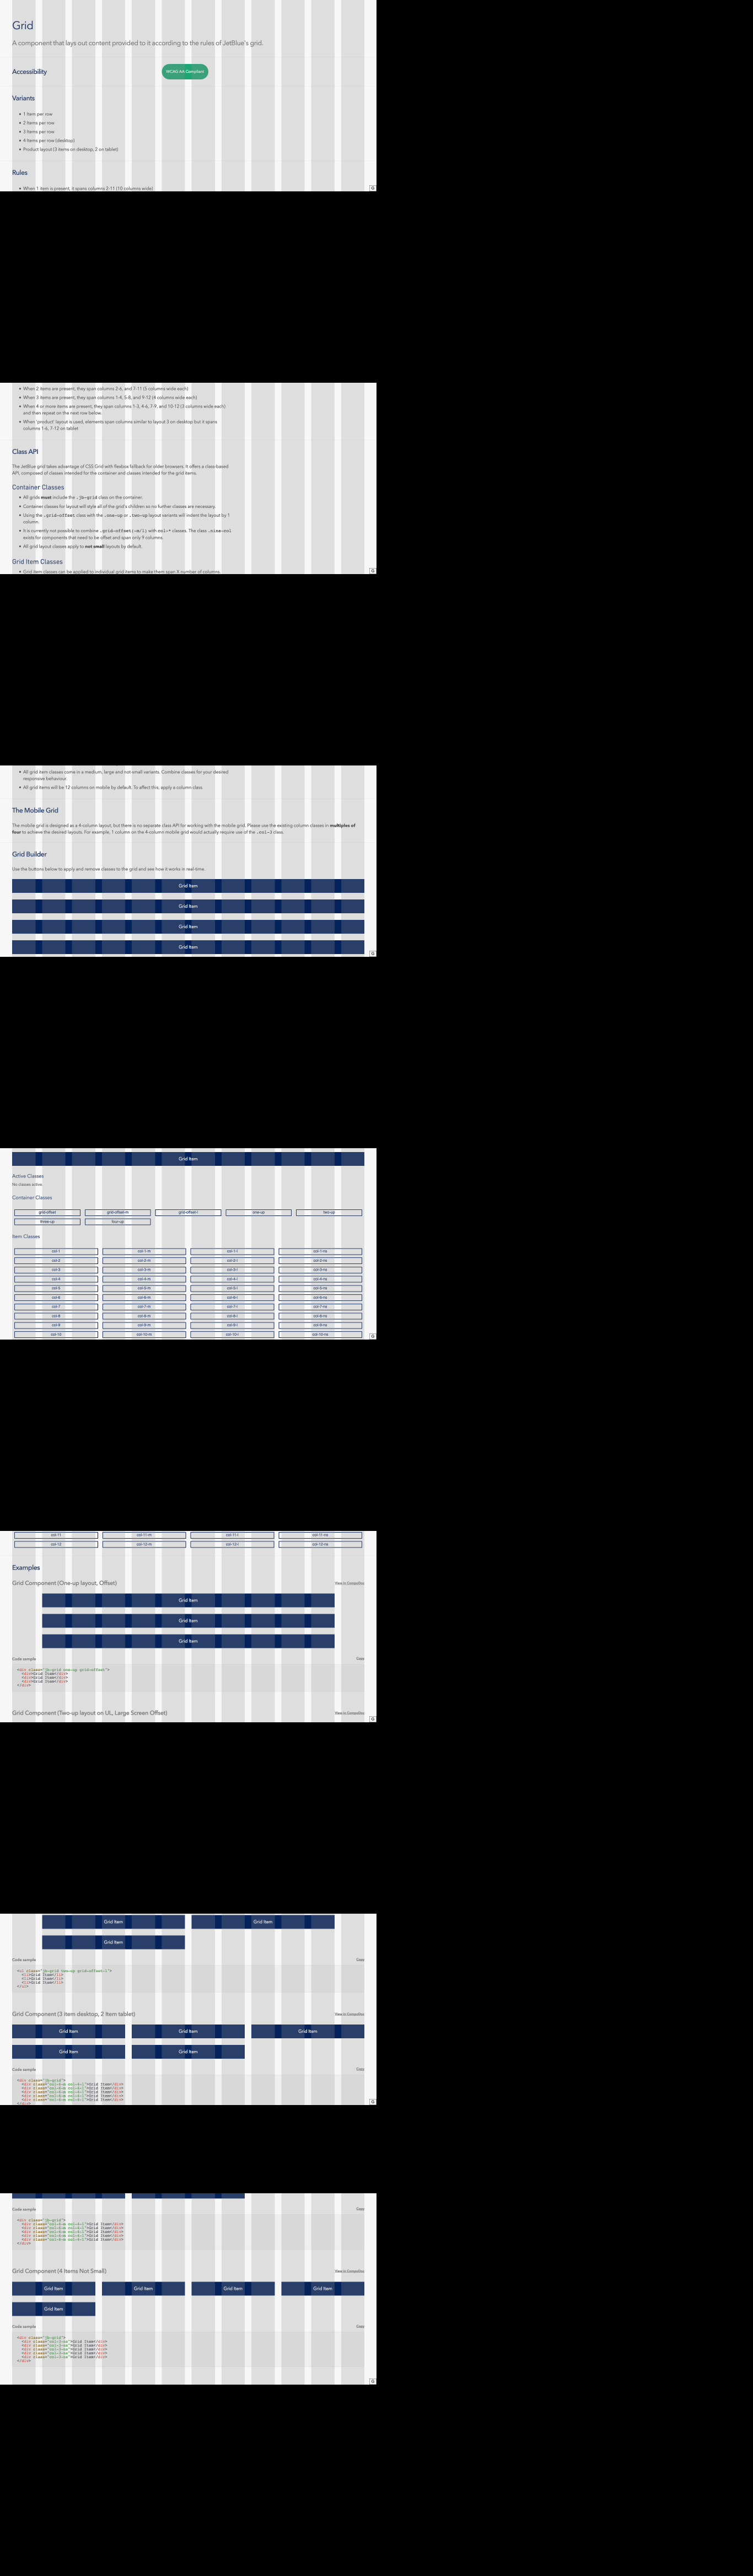 Grid
A component that lays out content provided to it according to the rules of JetBlue's grid.
Accessibility
WCAG AA Compliant
Variants
• 1 item per row
• 2 items per row
• 3 items per row
• 4 items per row (desktop)
• Product layout (3 items on desktop, 2 on tablet)
Rules
• When 1 item is present, it spans columns 2-11 (10 columns wide)
G
• When 2 items are present, they span columns 2-6, and 7-11 (5 columns wide each)
• When 3 items are present, they span columns 1-4, 5-8, and 9-12 (4 columns wide each)
• When 4 or more items are present, they span columns 1-3, 4-6, 7-9, and 10-12 (3 columns wide each)
and then repeat on the next row below.
• When 'product' layout is used, elements span columns similar to layout 3 on desktop but it spans
columns 1-6, 7-12 on tablet
Class API
The JetBlue grid takes advantage of CSS Grid with flexbox fallback for older browsers. It offers a class-based
API, composed of classes intended for the container and classes intended for the grid items.
Container Classes
• All grids must include the .jb-grid class on the container.
• Container classes for layout will style all of the grid's children so no further classes are necessary.
• Using the .grid-offset class with the .one-up or .two-up layout variants will indent the layout by 1
column.
• It is currently not possible to combine .grid-offset(-m/l) with col-* classes. The class .nine-col
exists for components that need to be offset and span only 9 columns.
• All grid layout classes apply to not small layouts by default.
Grid Item Classes
• Grid item classes can be applied to individual grid items to make them span X number of columns.
G
• All grid item classes come in a medium, large and not small variants. Combine classes for your desired
responsive behaviour.
• All grid items will be 12 columns on mobile by default. To affect this, apply a column class.
The Mobile Grid
The mobile grid is designed as a 4-column layout, but there is no separate class API for working with the mobile grid. Please use the existing column classes in multiples of
four to achieve the desired layouts. For example, 1 column on the 4-column mobile grid would actually require use of the .col-3 class.
Grid Builder
Use the buttons below to apply and remove classes to the grid and see how it works in real time.
Grid Item
Grid Item
Grid Item
Grid Item
G
Grid Item
Active Classes
No classes active.
Container Classes
grid-offset grid-offset-m grid-offset-l one-up two-up
three-up four-up
Item Classes
col-1 col-1-m col-1-l col-1-ns
col-2 col-2-m col-2-l col-2-ns
col-3 col-3-m col-3-l col-3-ns
col-4 col-4-m col-4-l col-4-ns
col-5 col-5-m col-5-l col-5-ns
col-6 col-6-m col-6-l col-6-ns
col-7 col-7-m col-7-l col-7-ns
col-8 col-8-m col-8-l col-8-ns
col-9 col-9-m col-9-l col-9-ns
col-10 col-10-m col-10-l col-10-ns
G
col-11 col-11-m col-11-l col-11-ns
col-12 col-12-m col-12-l col-12-ns
Examples
Grid Component (One-up layout, Offset)
View in CompoDoc
Grid Item
Grid Item
Grid Item
Code sample
Copy
<div class="jb-grid one-up grid-offset">
<div>Grid Item</div>
<div>Grid Item</div>
<div>Grid Item</div>
</div>
Grid Component (Two-up layout on UL, Large Screen Offset)
View in CompoDoc
G
Grid Item Grid Item
Grid Item
Code sample
Copy
<ul class="jb-grid two-up grid-offset-l">
<li>Grid Item</li>
<li>Grid Item</li>
<li>Grid Item</li>
</ul>
Grid Component (3 item desktop, 2 Item tablet)
View in CompoDoc
Grid Item Grid Item Grid Item
Grid Item Grid Item
Code sample
Copy
<div class="jb-grid">
<div class="col-6-m col-4-l">Grid Item</div>
<div class="col-6-m col-4-l">Grid Item</div>
<div class="col-6-m col-4-l">Grid Item</div>
<div class="col-6-m col-4-l">Grid Item</div>
<div class="col-6-m col-4-l">Grid Item</div>
</div>
G
Code sample
Copy
<div class="jb-grid">
<div class="col-6-m col-4-l">Grid Item</div>
<div class="col-6-m col-4-l">Grid Item</div>
<div class="col-6-m col-4-l">Grid Item</div>
<div class="col-6-m col-4-l">Grid Item</div>
<div class="col-6-m col-4-l">Grid Item</div>
</div>
Grid Component (4 Items Not Small)
View in CompoDoc
Grid Item Grid Item Grid Item Grid Item
Grid Item
Code sample
Copy
<div class="jb-grid">
<div class="col-3-ns">Grid Item</div>
<div class="col-3-ns">Grid Item</div>
<div class="col-3-ns">Grid Item</div>
<div class="col-3-ns">Grid Item</div>
<div class="col-3-ns">Grid Item</div>
</div>
G